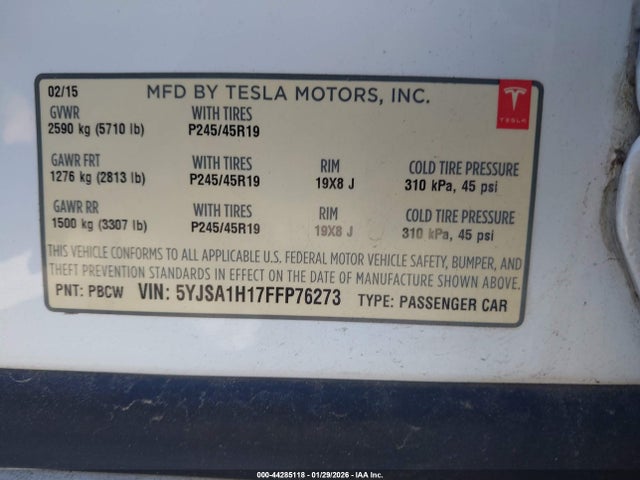 02/15 MFD BY TESLA MOTORS, INC.
GVWR WITH TIRES
2590 kg (5710 lb) P245/45R19
GAWR FRT WITH TIRES RIM COLD TIRE PRESSURE
1276 kg (2813 lb) P245/45R19 19X8 J 310 kPa, 45 psi
GAWR RR WITH TIRES RIM COLD TIRE PRESSURE
1500 kg (3307 lb) P245/45R19 19X8 J 310 kPa, 45 psi
THIS VEHICLE CONFORMS TO ALL APPLICABLE U.S. FEDERAL MOTOR VEHICLE SAFETY, BUMPER, AND
THEFT PREVENTION STANDARDS IN EFFECT ON THE DATE OF MANUFACTURE SHOWN ABOVE.
PNT: PBCW VIN: 5YJSA1H17FFP76273 TYPE: PASSENGER CAR
TESLA
000-44285118 | 01/29/2026 | IAA Inc.